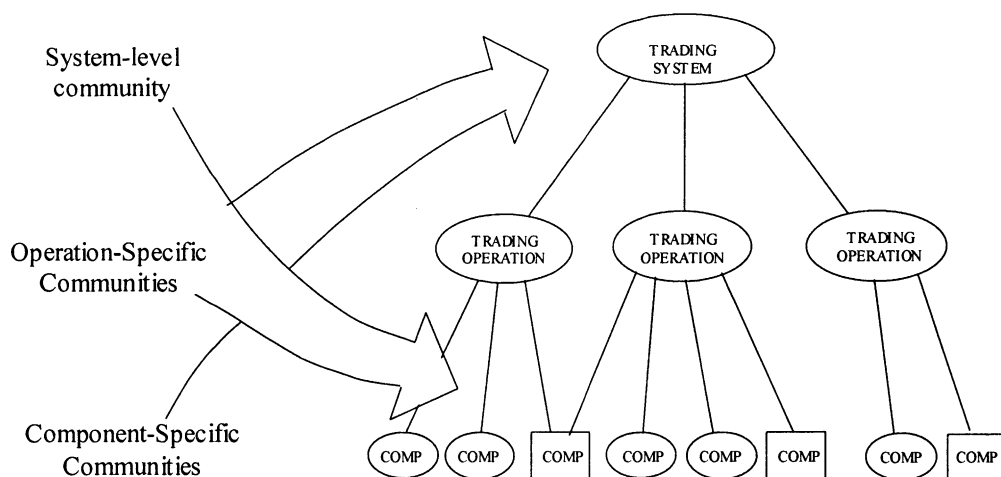 System-level
community
TRADING
SYSTEM
Operation-Specific
Communities
TRADING
OPERATION
TRADING
OPERATION
TRADING
OPERATION
Component-Specific
Communities
COMP
COMP
COMP
COMP
COMP
COMP
COMP
COMP